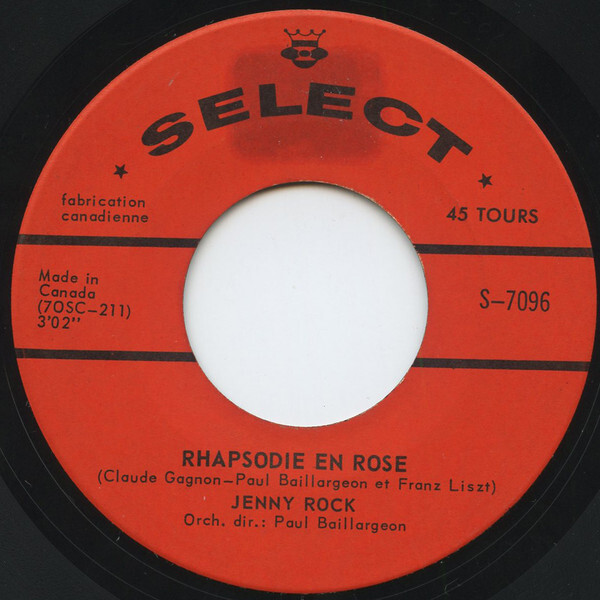 SELECT
fabrication
canadienne
45 TOURS
Made in
Canada
(7OSC-211)
3'02"
S-7096
RHAPSODIE EN ROSE
(Claude Gagnon-Paul Baillargeon et Franz Liszt)
JENNY ROCK
Orch. dir.: Paul Baillargeon